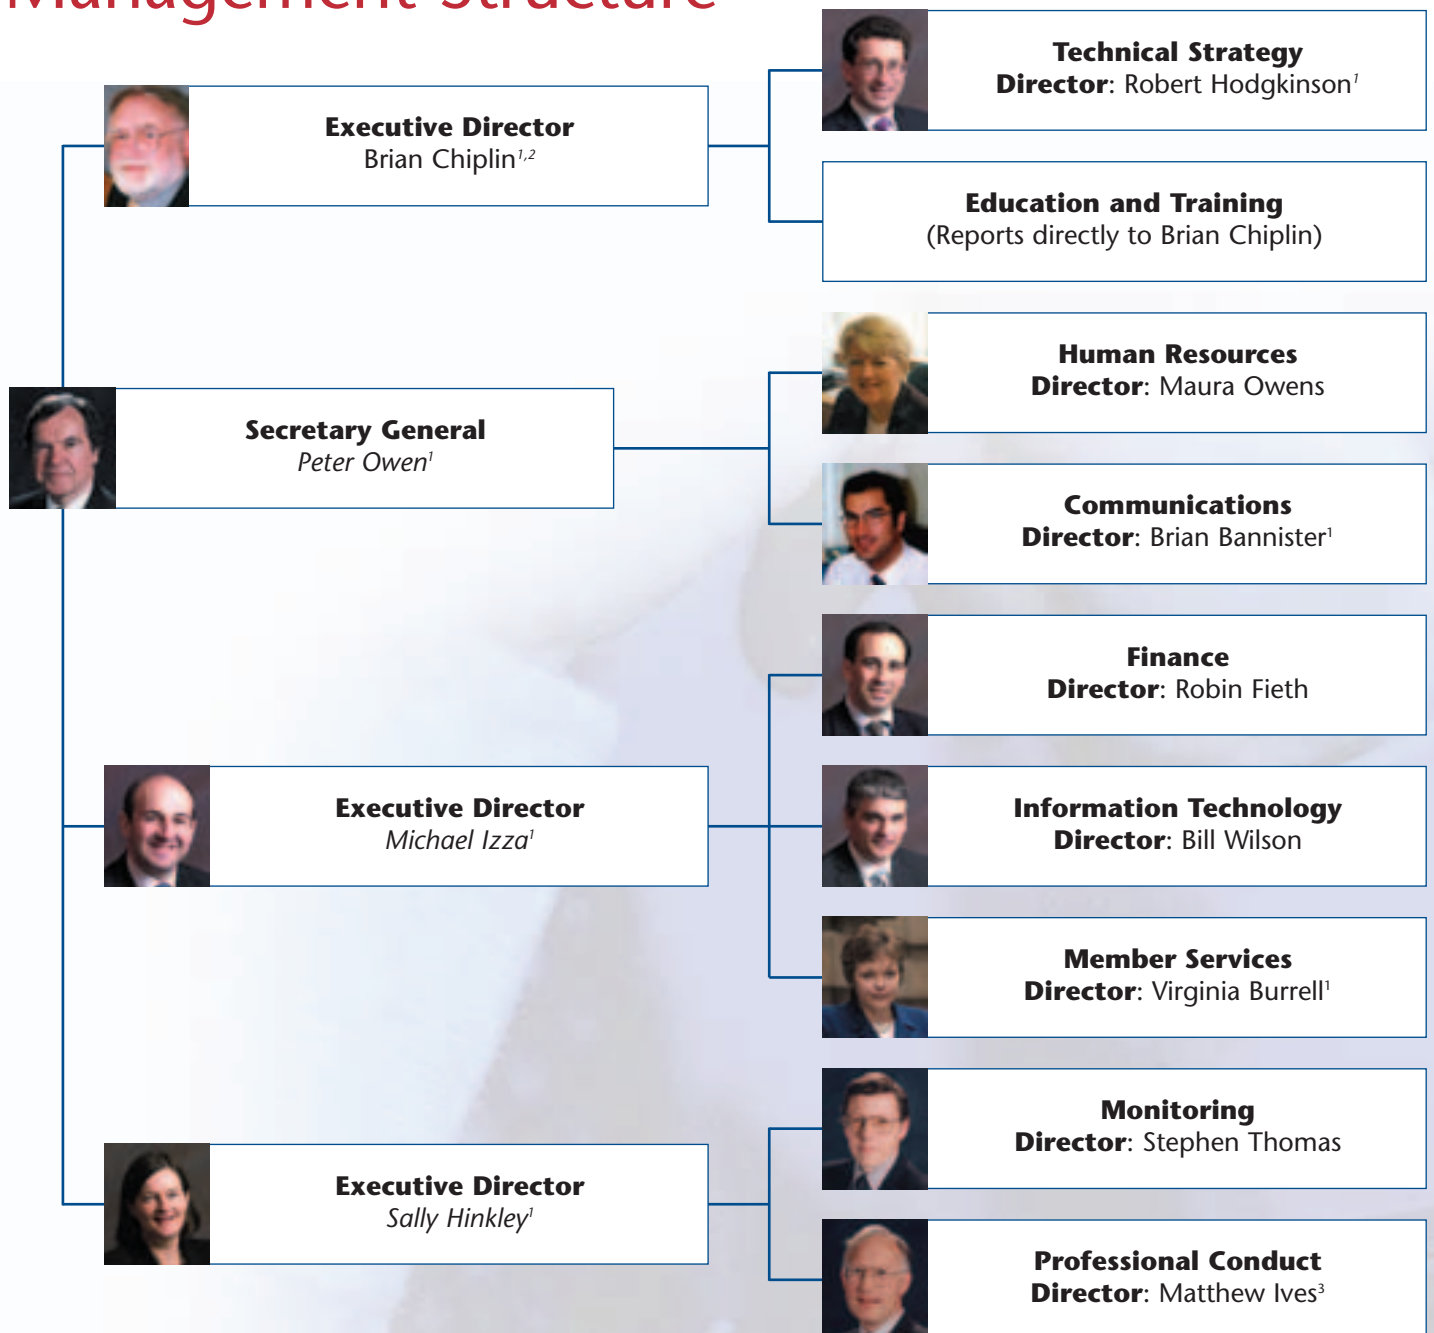 Management Structure
Technical Strategy
Director: Robert Hodgkinson¹
Executive Director
Brian Chiplin¹,²
Education and Training
(Reports directly to Brian Chiplin)
Human Resources
Director: Maura Owens
Secretary General
Peter Owen¹
Communications
Director: Brian Bannister¹
Finance
Director: Robin Fieth
Executive Director
Michael Izza¹
Information Technology
Director: Bill Wilson
Member Services
Director: Virginia Burrell¹
Monitoring
Director: Stephen Thomas
Executive Director
Sally Hinkley¹
Professional Conduct
Director: Matthew Ives³